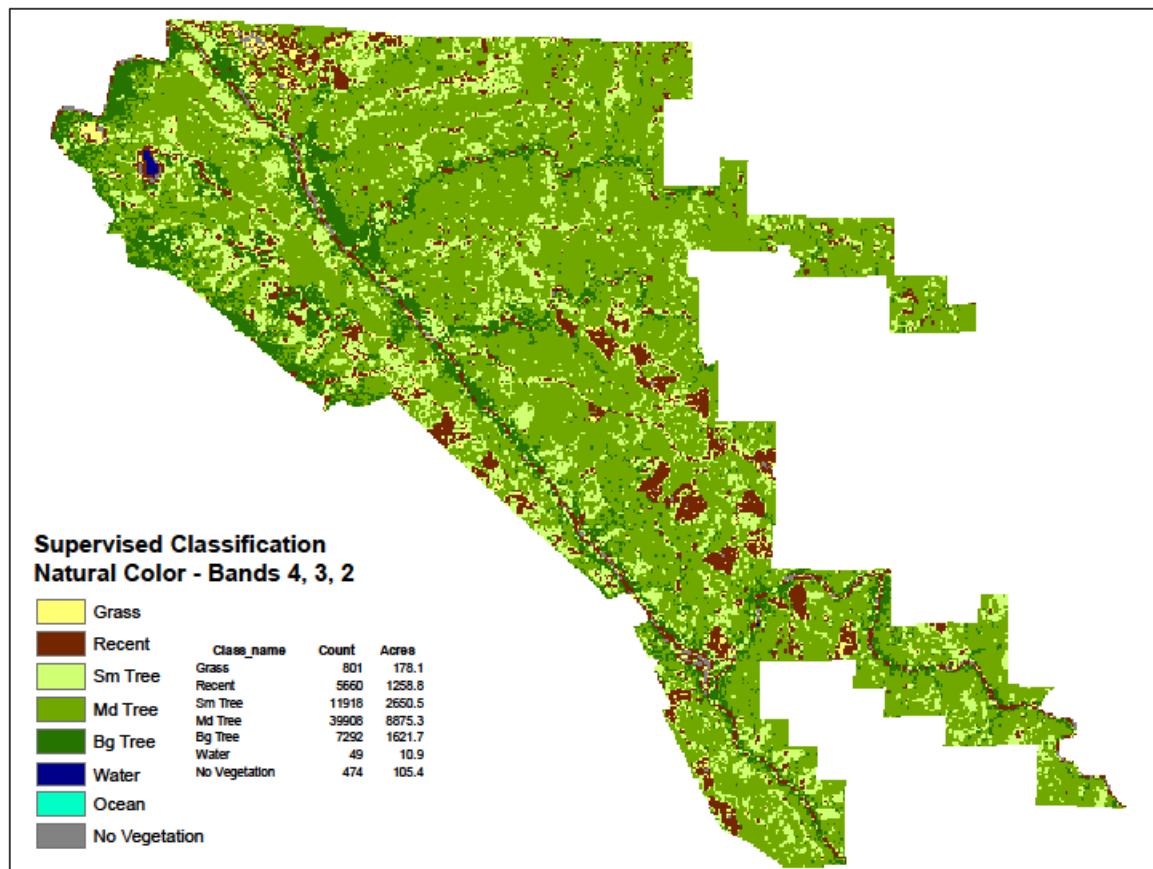 Supervised Classification
Natural Color - Bands 4, 3, 2
Grass
Recent
Sm Tree
Md Tree
Bg Tree
Water
Ocean
No Vegetation
Class_name Count Acres
Grass 801 178.1
Recent 5660 1258.8
Sm Tree 11918 2650.5
Md Tree 39908 8875.3
Bg Tree 7292 1621.7
Water 49 10.9
No Vegetation 474 105.4